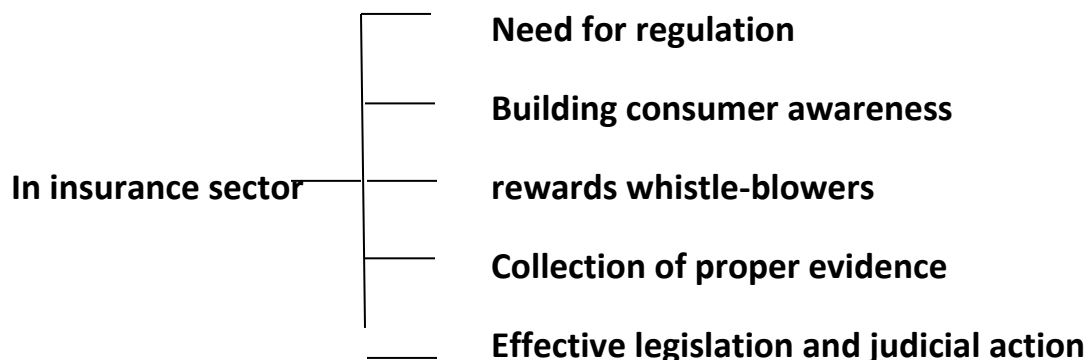 Need for regulation
Building consumer awareness
In insurance sector
rewards whistle-blowers
Collection of proper evidence
Effective legislation and judicial action